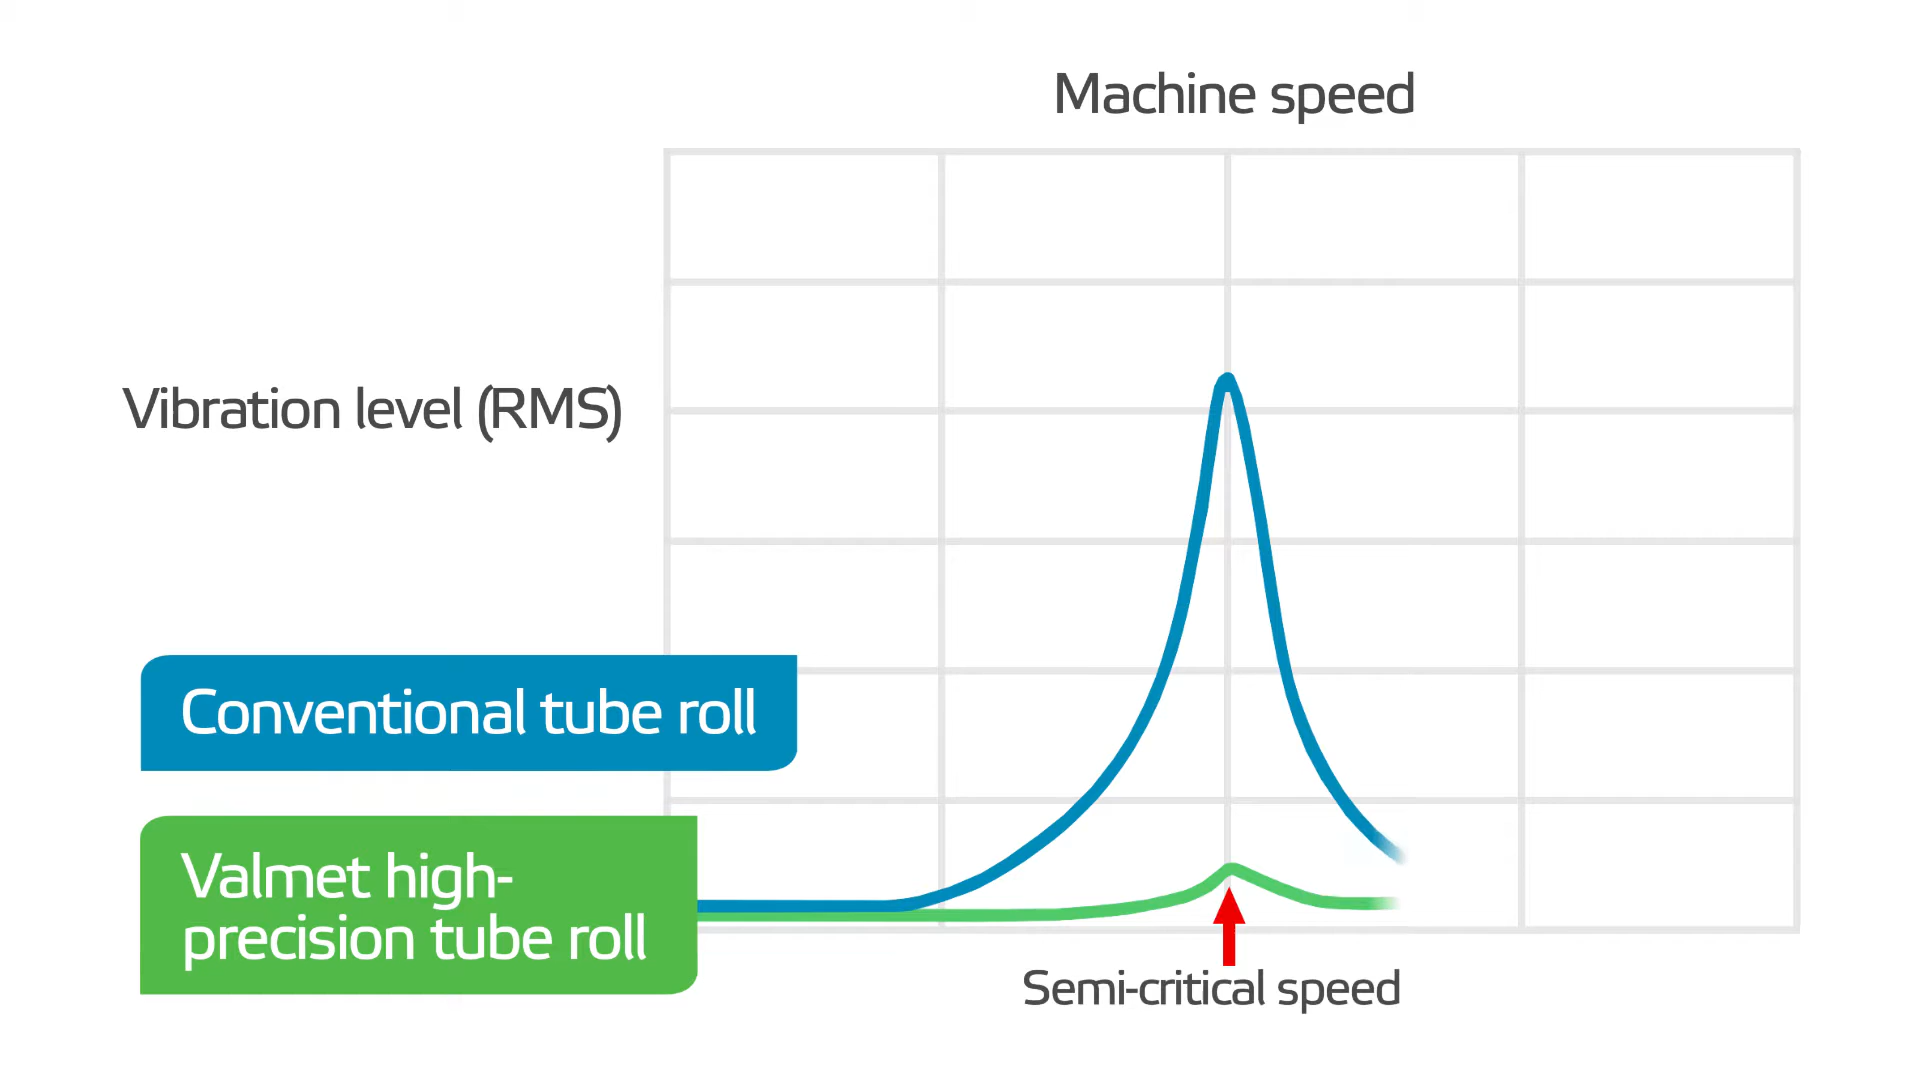 Machine speed
Vibration level (RMS)
Conventional tube roll
Valmet high-
precision tube roll
Semi-critical speed